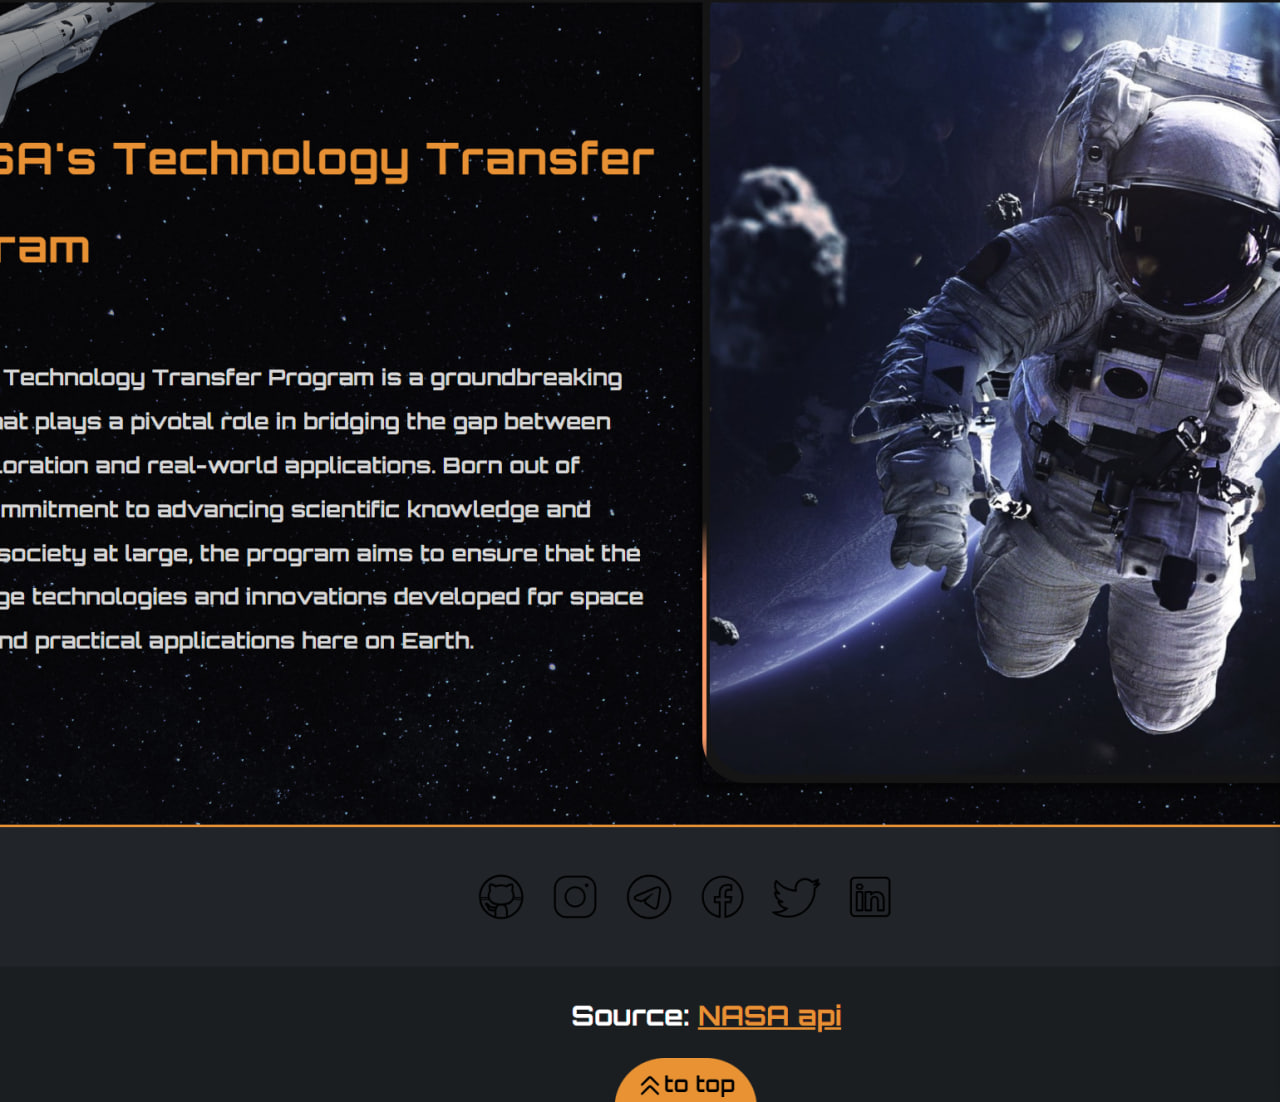 SA's Technology Transfer
ram
Technology Transfer Program is a groundbreaking
hat plays a pivotal role in bridging the gap between
loration and real-world applications. Born out of
mmitment to advancing scientific knowledge and
society at large, the program aims to ensure that the
ge technologies and innovations developed for space
nd practical applications here on Earth.
in
Source: NASA api
to top